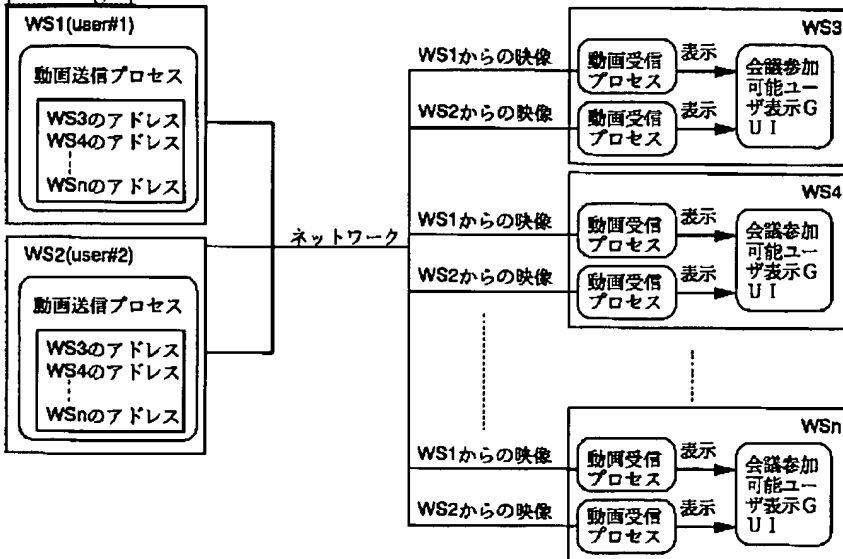 WS1(user#1)
動画送信プロセス
WS3のアドレス
WS4のアドレス
WSnのアドレス
WS2(user#2)
動画送信プロセス
WS3のアドレス
WS4のアドレス
WSnのアドレス
ネットワーク
WS3
WS1からの映像
動画受信
プロセス
表示
WS2からの映像
動画受信
プロセス
表示
会議参加
可能ユー
ザ表示G
UI
WS4
WS1からの映像
動画受信
プロセス
表示
WS2からの映像
動画受信
プロセス
表示
会議参加
可能ユー
ザ表示G
UI
WSn
WS1からの映像
動画受信
プロセス
表示
WS2からの映像
動画受信
プロセス
表示
会議参加
可能ユー
ザ表示G
UI